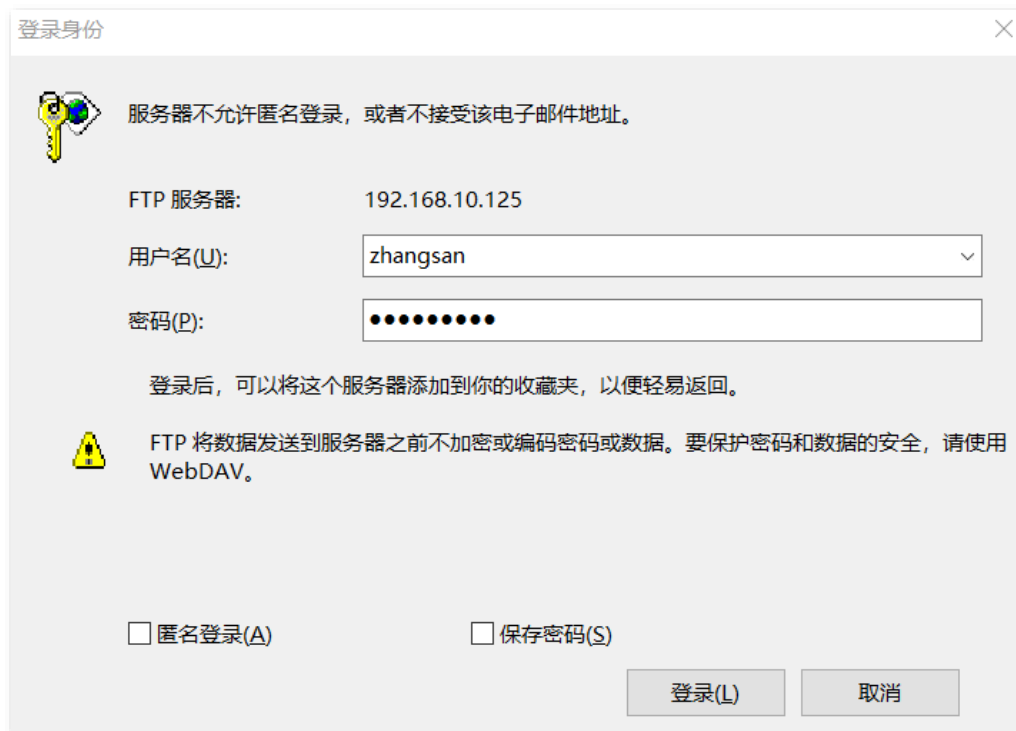 登录身份
服务器不允许匿名登录，或者不接受该电子邮件地址。
FTP 服务器: 192.168.10.125
用户名(U): zhangsan
密码(P): ●●●●●●●●●
登录后，可以将这个服务器添加到你的收藏夹，以便轻易返回。
FTP 将数据发送到服务器之前不加密或编码密码或数据。要保护密码和数据的安全，请使用
WebDAV。
匿名登录(A) 保存密码(S)
登录(L) 取消